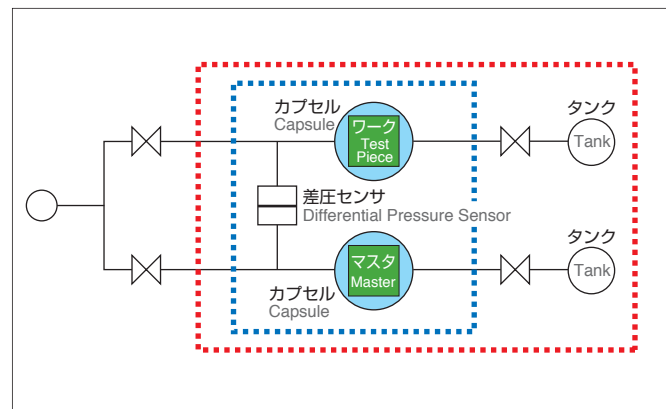 カプセル
Capsule
ワーク
Test
Piece
タンク
Tank
差圧センサ
Differential Pressure Sensor
マスタ
Master
カプセル
Capsule
タンク
Tank